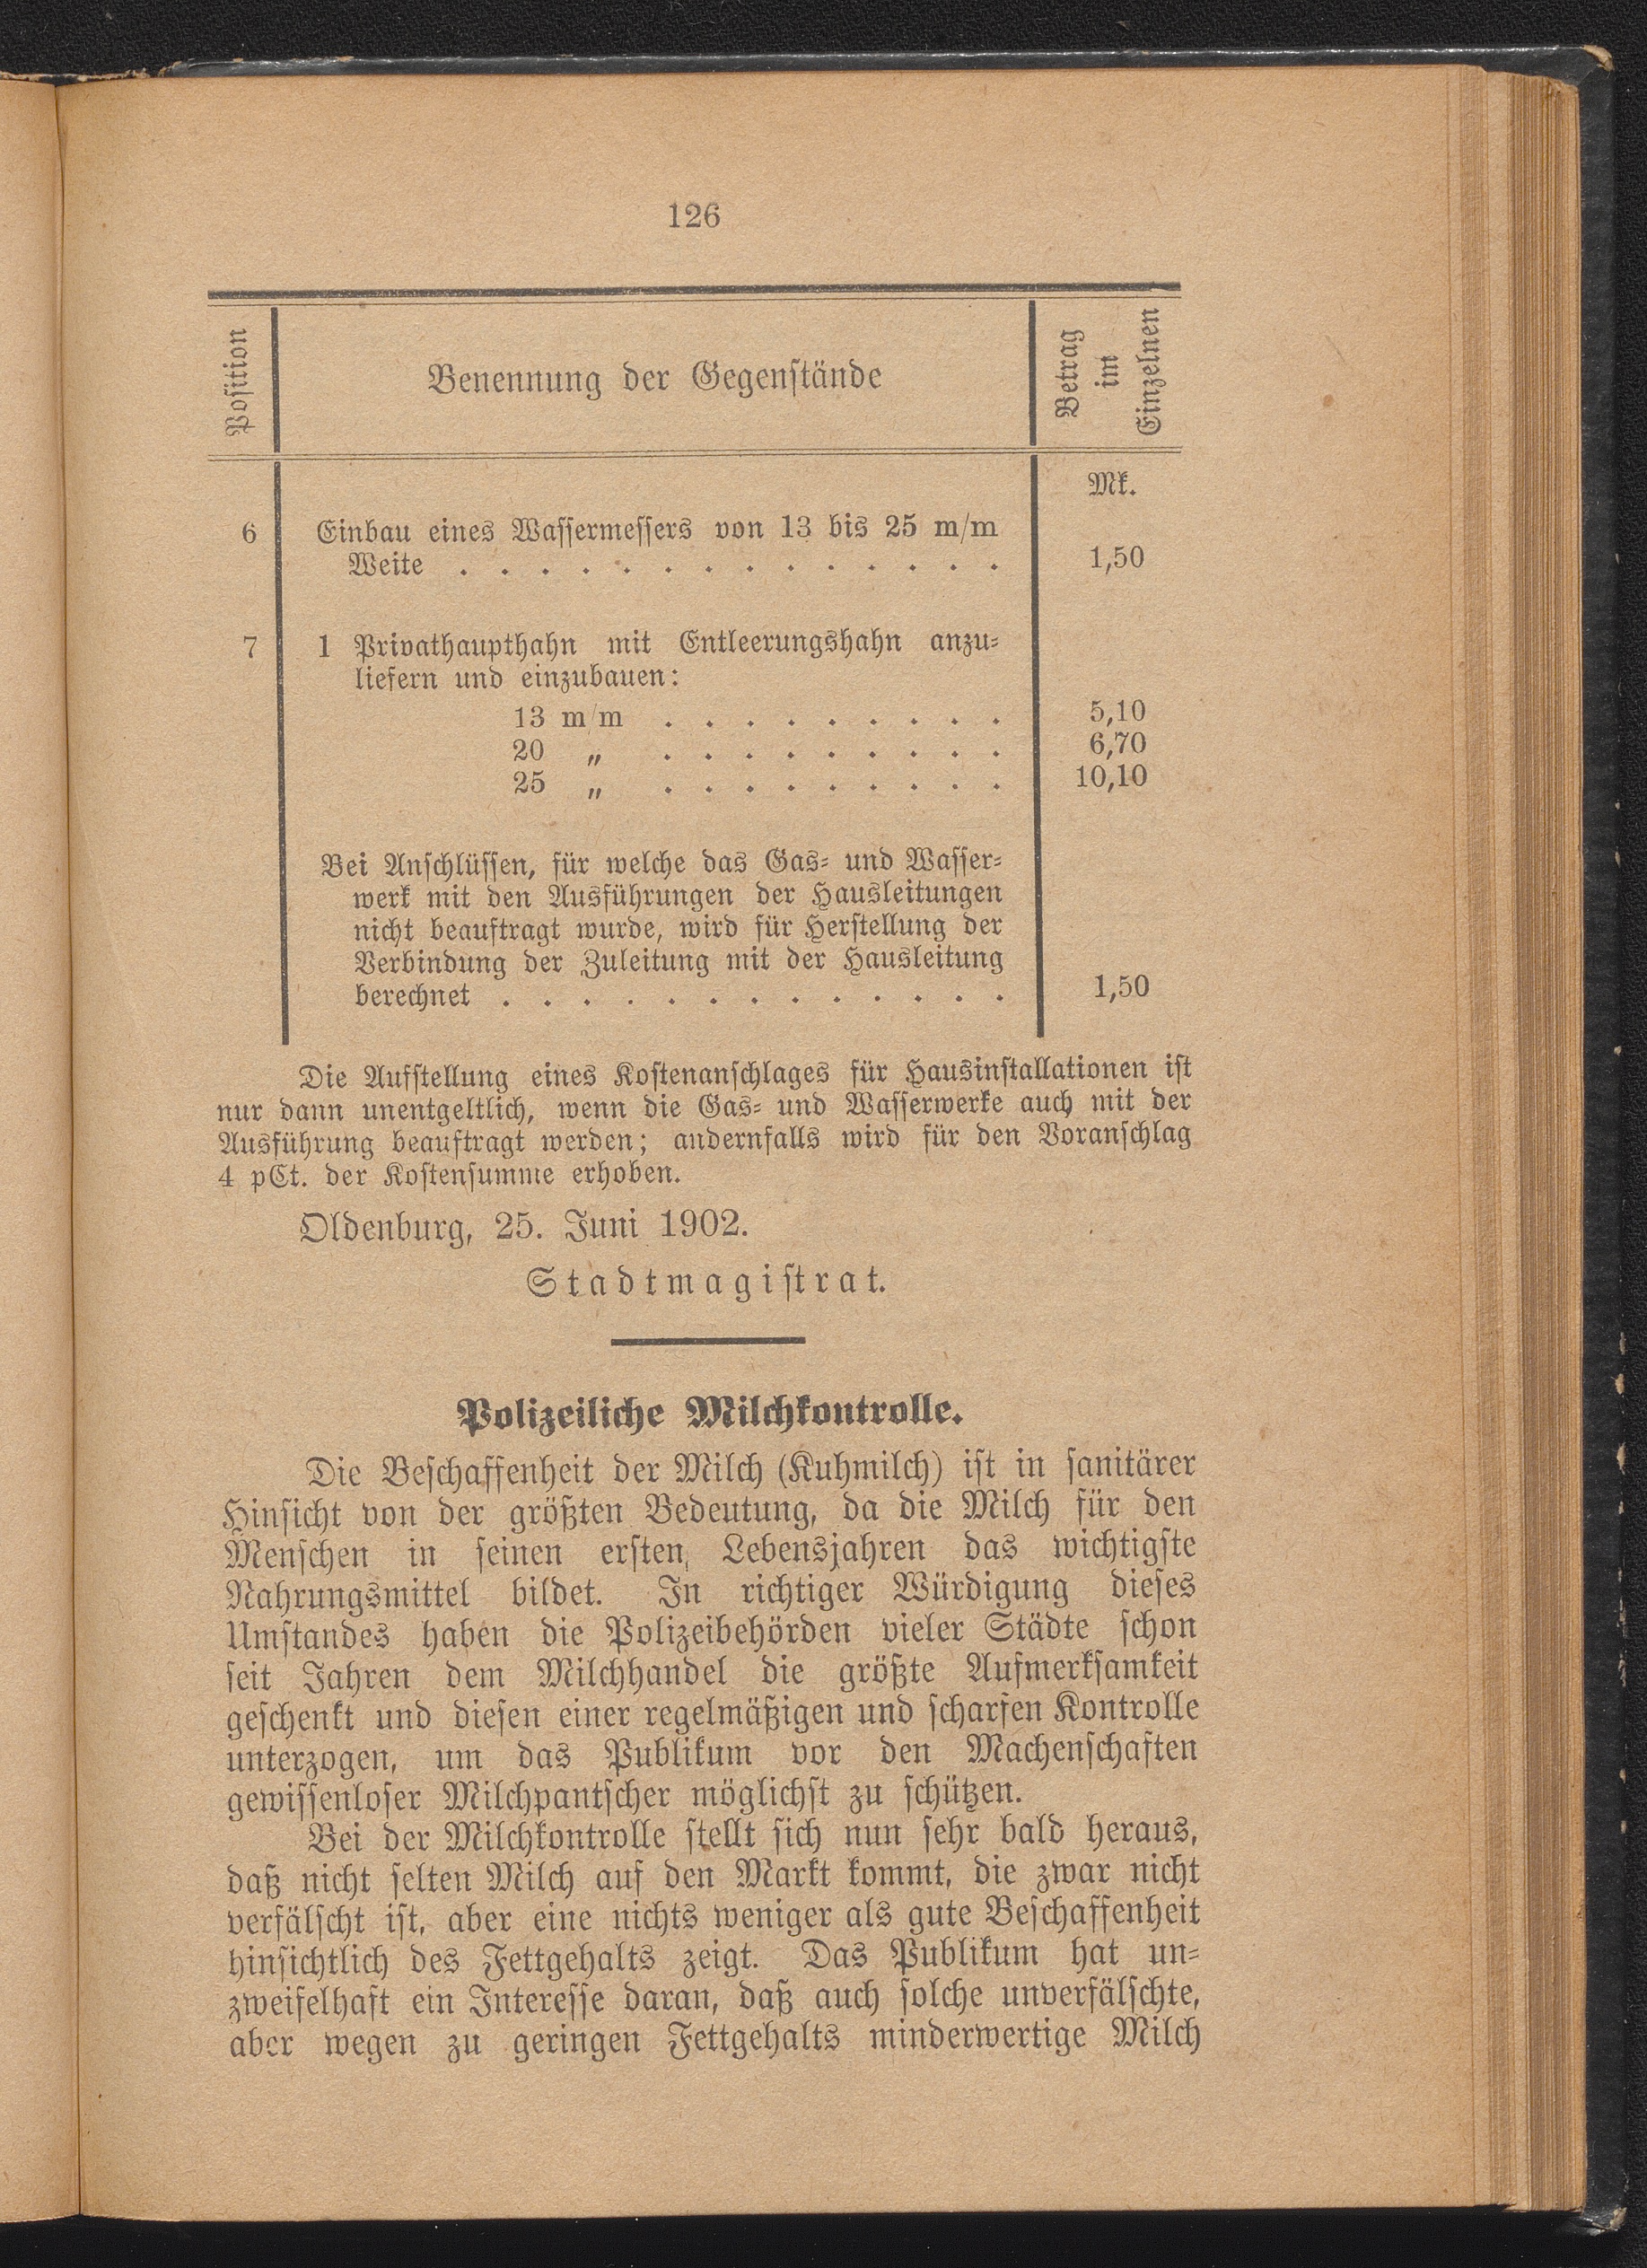 126
Position
Benennung der Gegenstände
Betrag
im
Einzelnen
Mk.
6 Einbau eines Wassermessers von 13 bis 25 m/m
Weite . . . . . . . . . . . . . . 1,50
7 1 Privathaupthahn mit Entleerungshahn anzu-
liefern und einzubauen:
13 m/m . . . . . . . . . 5,10
20 „ . . . . . . . . . 6,70
25 „ . . . . . . . . . 10,10
Bei Anschlüssen, für welche das Gas- und Wasser-
werk mit den Ausführungen der Hausleitungen
nicht beauftragt wurde, wird für Herstellung der
Verbindung der Zuleitung mit der Hausleitung
berechnet . . . . . . . . . . . . . 1,50
Die Aufstellung eines Kostenanschlages für Hausinstallationen ist
nur dann unentgeltlich, wenn die Gas- und Wasserwerke auch mit der
Ausführung beauftragt werden; andernfalls wird für den Voranschlag
4 pCt. der Kostensumme erhoben.
Oldenburg, 25. Juni 1902.
Stadtmagistrat.
Polizeiliche Milchkontrolle.
Die Beschaffenheit der Milch (Kuhmilch) ist in sanitärer
Hinsicht von der größten Bedeutung, da die Milch für den
Menschen in seinen ersten Lebensjahren das wichtigste
Nahrungsmittel bildet. In richtiger Würdigung dieses
Umstandes haben die Polizeibehörden vieler Städte schon
seit Jahren dem Milchhandel die größte Aufmerksamkeit
geschenkt und diesen einer regelmäßigen und scharfen Kontrolle
unterzogen, um das Publikum vor den Machenschaften
gewissenloser Milchpantscher möglichst zu schützen.
Bei der Milchkontrolle stellt sich nun sehr bald heraus,
daß nicht selten Milch auf den Markt kommt, die zwar nicht
verfälscht ist, aber eine nichts weniger als gute Beschaffenheit
hinsichtlich des Fettgehalts zeigt. Das Publikum hat un-
zweifelhaft ein Interesse daran, daß auch solche unverfälschte,
aber wegen zu geringen Fettgehalts minderwertige Milch